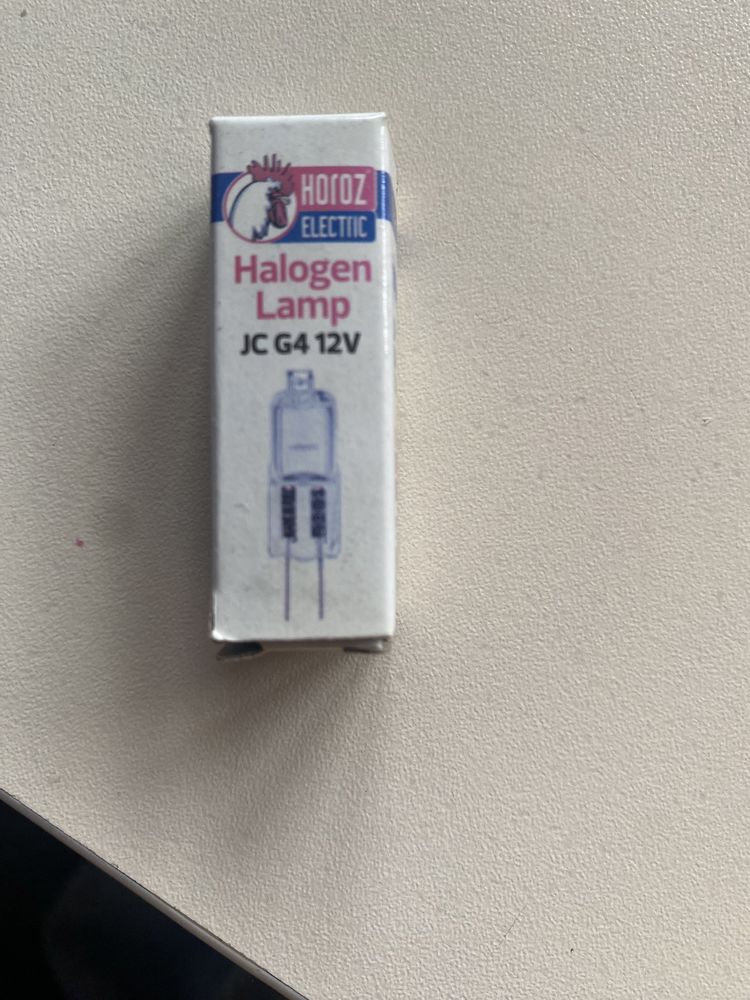 HOROZ
ELECTRIC
Halogen
Lamp
JC G4 12V